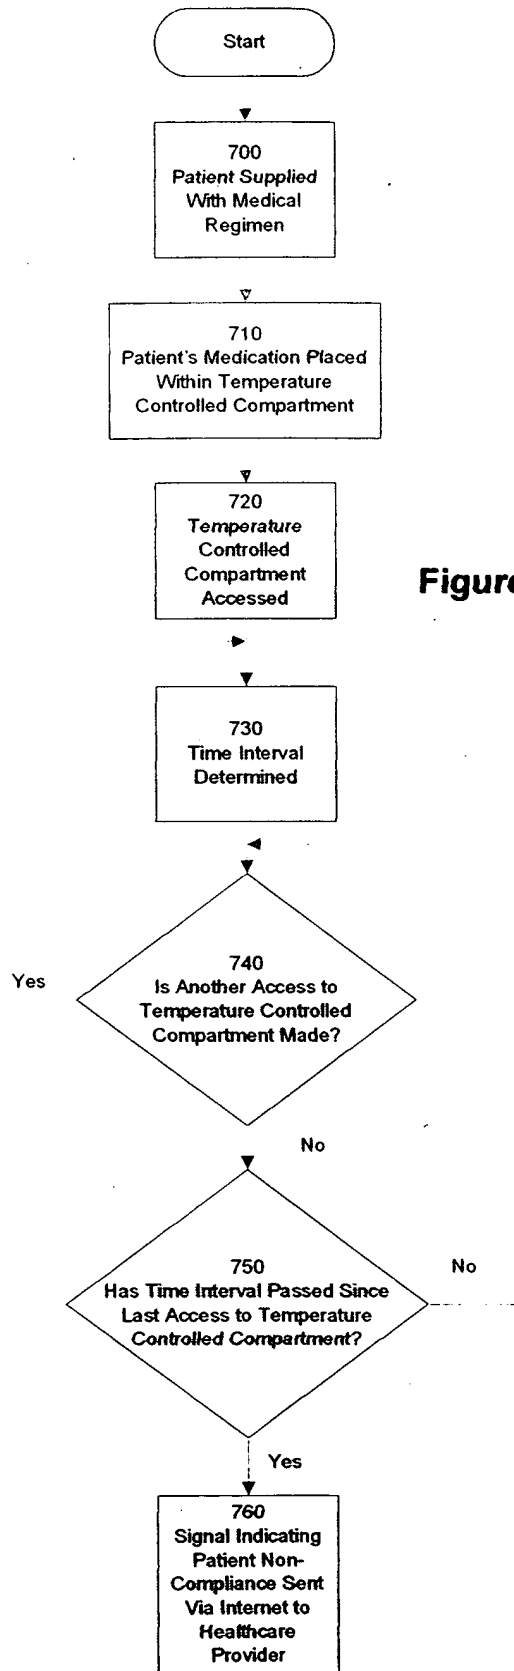 Start
700
Patient Supplied
With Medical
Regimen
710
Patient's Medication Placed
Within Temperature
Controlled Compartment
720
Temperature
Controlled
Compartment
Accessed
Figure
730
Time Interval
Determined
Yes
740
Is Another Access to
Temperature Controlled
Compartment Made?
No
750
Has Time Interval Passed Since
Last Access to Temperature
Controlled Compartment?
No
Yes
760
Signal Indicating
Patient Non-
Compliance Sent
Via Internet to
Healthcare
Provider